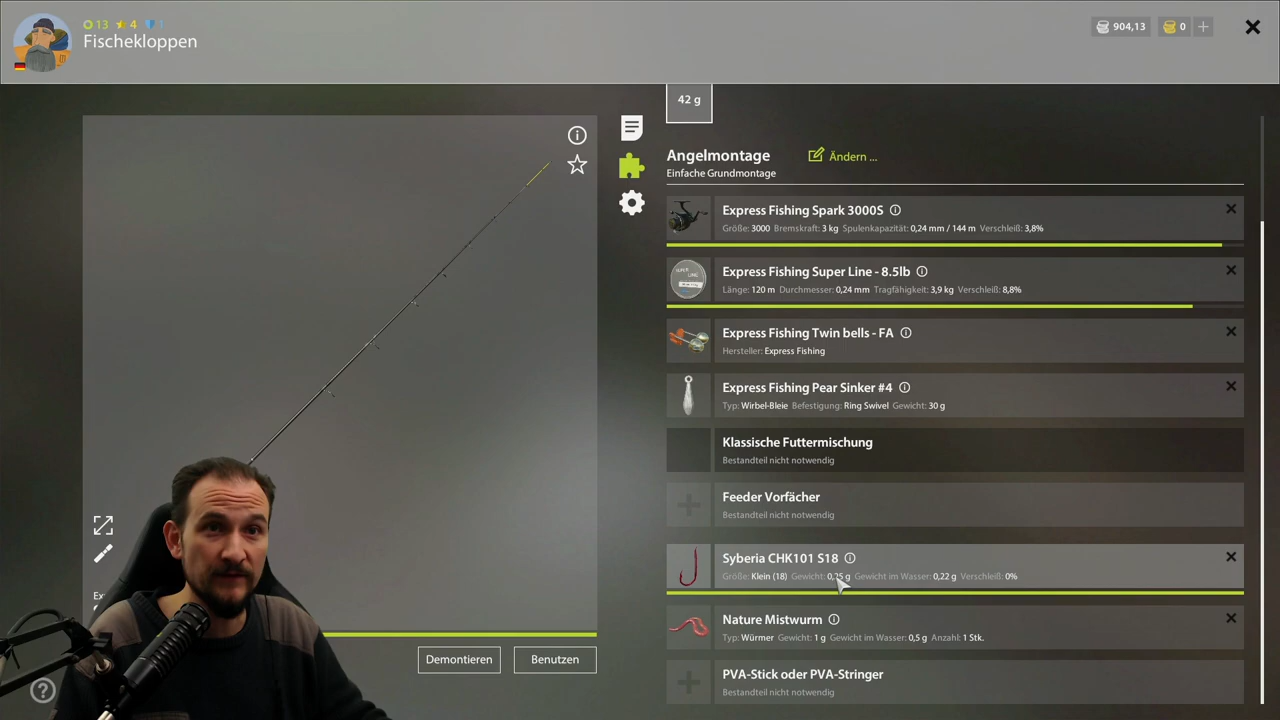 13 4 1
Fischekloppen
904,13 0
42 g
Angelmontage
Ändern ...
Einfache Grundmontage
Express Fishing Spark 3000S
Größe: 3000 Bremskraft: 3 kg Spulenkapazität: 0,24 mm / 144 m Verschleiß: 3,8%
Express Fishing Super Line - 8.5lb
Länge: 120 m Durchmesser: 0,24 mm Tragfähigkeit: 3,9 kg Verschleiß: 8,8%
Express Fishing Twin bells - FA
Hersteller: Express Fishing
Express Fishing Pear Sinker #4
Typ: Wirbel-Bleie Befestigung: Ring Swivel Gewicht: 30 g
Klassische Futtermischung
Bestandteil nicht notwendig
Feeder Vorfächer
Bestandteil nicht notwendig
Syberia CHK101 S18
Größe: Klein (18) Gewicht: 0,25 g Gewicht im Wasser: 0,22 g Verschleiß: 0%
Nature Mistwurm
Typ: Würmer Gewicht: 1 g Gewicht im Wasser: 0,5 g Anzahl: 1 Stk.
PVA-Stick oder PVA-Stringer
Bestandteil nicht notwendig
Demontieren
Benutzen